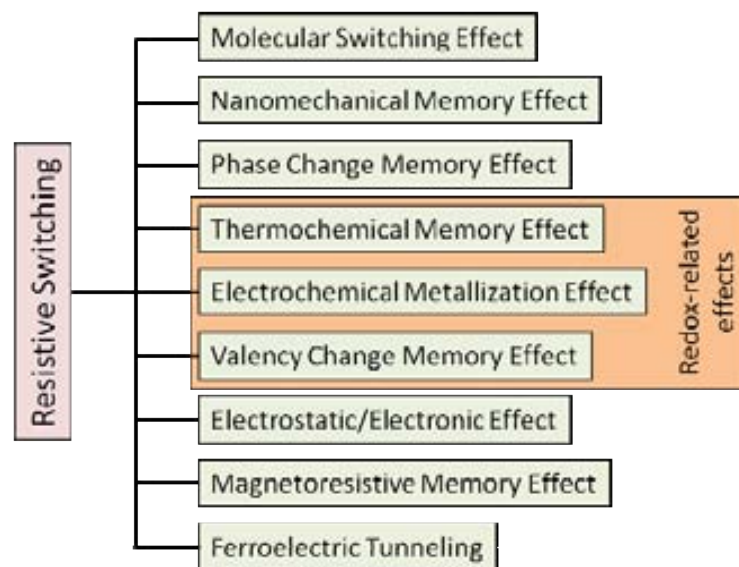 Resistive Switching
Molecular Switching Effect
Nanomechanical Memory Effect
Phase Change Memory Effect
Thermochemical Memory Effect
Electrochemical Metallization Effect
Valency Change Memory Effect
Redox-related
effects
Electrostatic/Electronic Effect
Magnetoresistive Memory Effect
Ferroelectric Tunneling